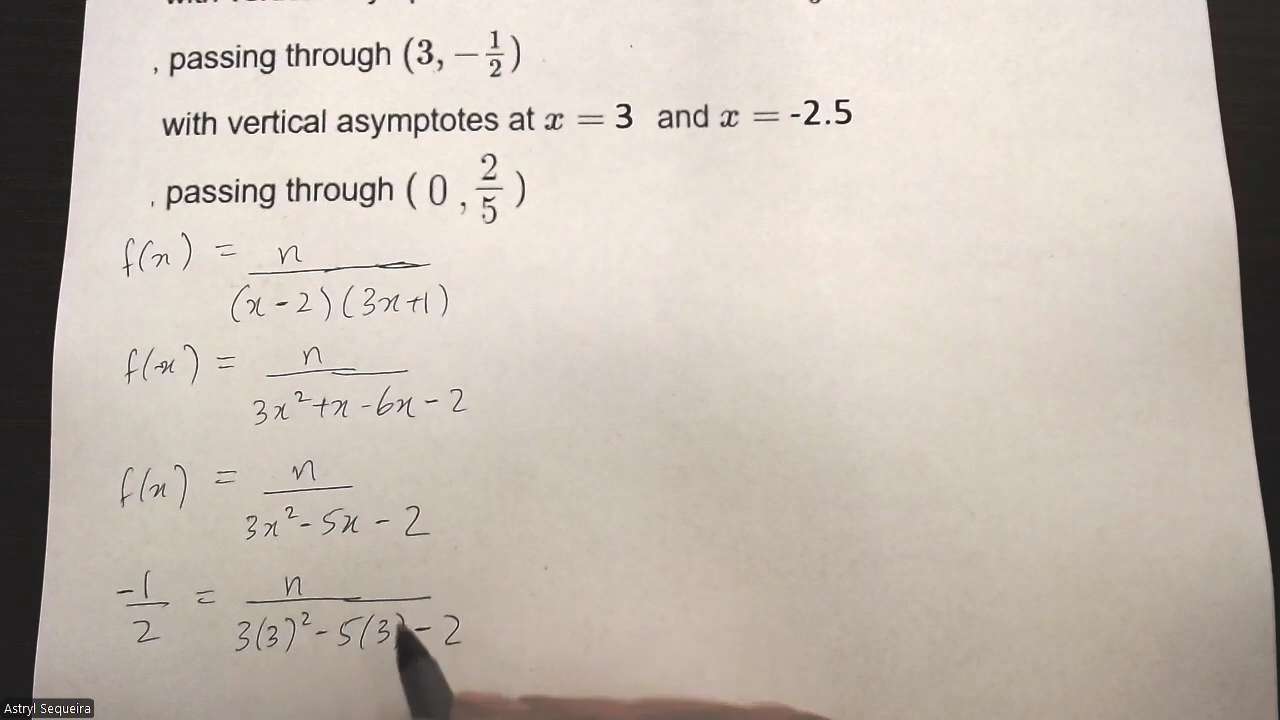 , passing through (3, −1/2)
with vertical asymptotes at x = 3 and x = -2.5
, passing through ( 0 , 2/5 )
f(x) = n / (x - 2)(3x+1)
f(x) = n / 3x²+x - 6x - 2
f(x) = n / 3x² - 5x - 2
-1/2 = n / 3(3)² - 5(3) - 2
Astryl Sequeira